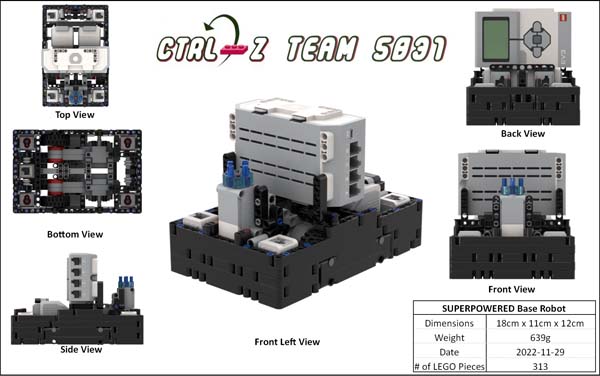 CTRL Z TEAM 5831
Top View
Back View
Bottom View
Front View
Side View
Front Left View
SUPERPOWERED Base Robot
Dimensions 18cm x 11cm x 12cm
Weight 639g
Date 2022-11-29
# of LEGO Pieces 313